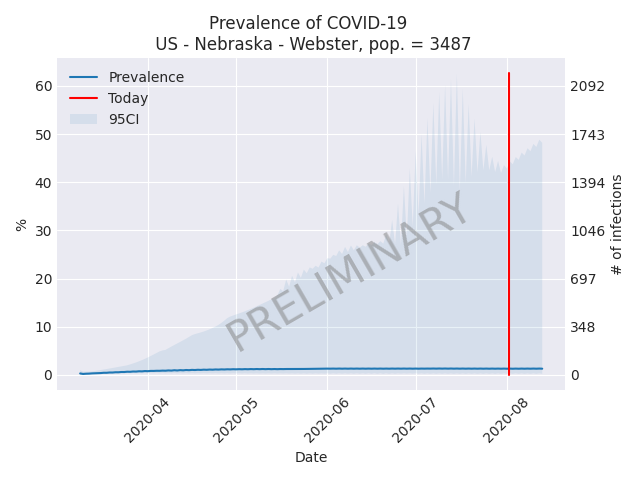 Prevalence of COVID-19
US - Nebraska - Webster, pop. = 3487
Prevalence
Today
95CI
60
50
40
30
20
10
0
%
2092
1743
1394
1046
697
348
0
# of infections
PRELIMINARY
2020-04
2020-05
2020-06
2020-07
2020-08
Date